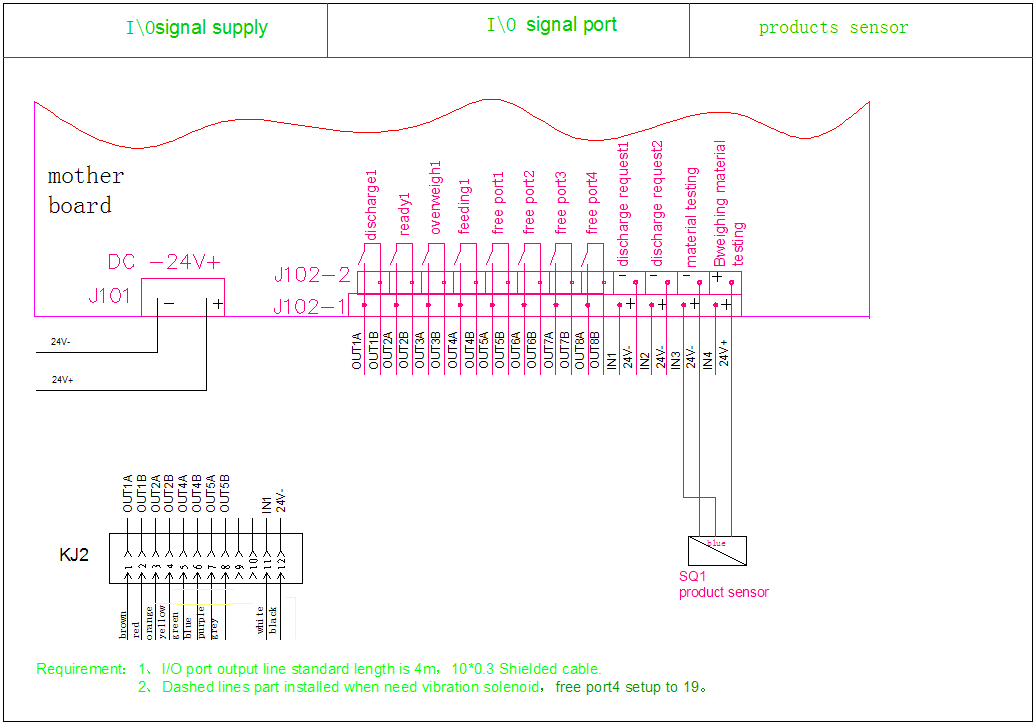 I\Osignal supply
I\O signal port
products sensor
mother
board
discharge1
ready1
overweigh1
feeding1
free port1
free port2
free port3
free port4
discharge request1
discharge request2
material testing
Bweighing material
testing
DC -24V+
J101
- +
J102-2
- - - +
J102-1
+ + + +
24V-
24V+
OUT1A
OUT1B
OUT2A
OUT2B
OUT3A
OUT3B
OUT4A
OUT4B
OUT5A
OUT5B
OUT6A
OUT6B
OUT7A
OUT7B
OUT8A
OUT8B
IN1
24V-
IN2
24V-
IN3
24V-
IN4
24V+
OUT1A
OUT1B
OUT2A
OUT2B
OUT4A
OUT4B
OUT5A
OUT5B
IN1
24V-
KJ2
1 2 3 4 5 6 7 8 9 10 11 12
brown
red
orange
yellow
green
blue
purple
grey
white
black
blue
SQ1
product sensor
Requirement: 1、I/O port output line standard length is 4m，10*0.3 Shielded cable.
2、Dashed lines part installed when need vibration solenoid，free port4 setup to 19。